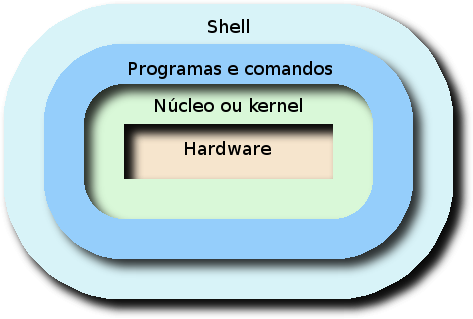 Shell
Programas e comandos
Núcleo ou kernel
Hardware